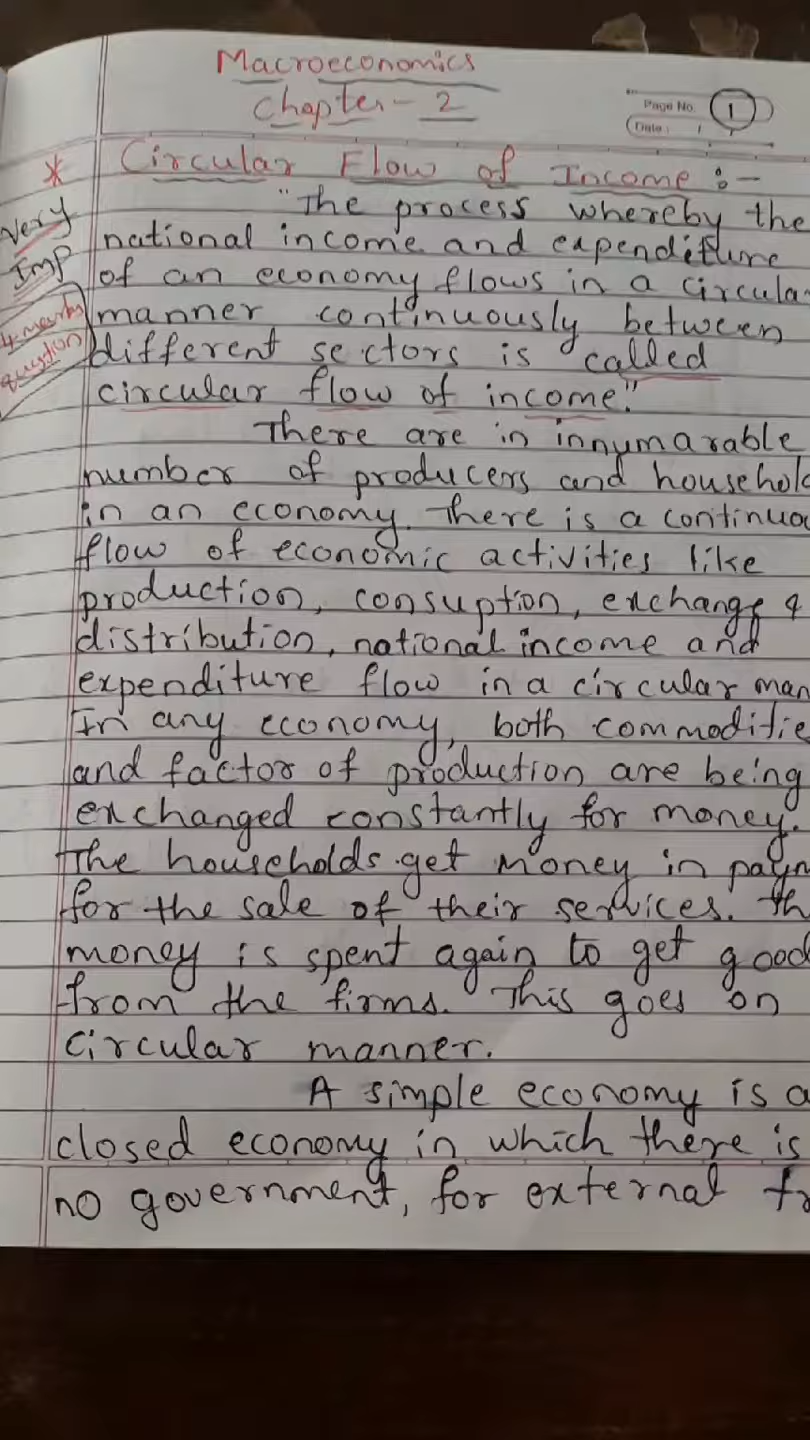 Macroeconomics
Chapter - 2
Page No. 1
Date: / /
* Circular Flow of Income :-
Very
Imp
4 marks
question
"The process whereby the
national income and expenditure
of an economy flows in a circula
manner continuously between
different sectors is called
circular flow of income."
There are in innumarable
number of producers and househol
in an economy. There is a continuo
flow of economic activities like
production, consuption, exchange &
distribution, national income and
expenditure flow in a circular man
In any economy, both commoditie
and factor of production are being
exchanged constantly for money.
The households get money in paym
for the sale of their services. Th
money is spent again to get good
from the firms. This goes on
circular manner.
A simple economy is a
closed economy in which there is
no government, for external tr